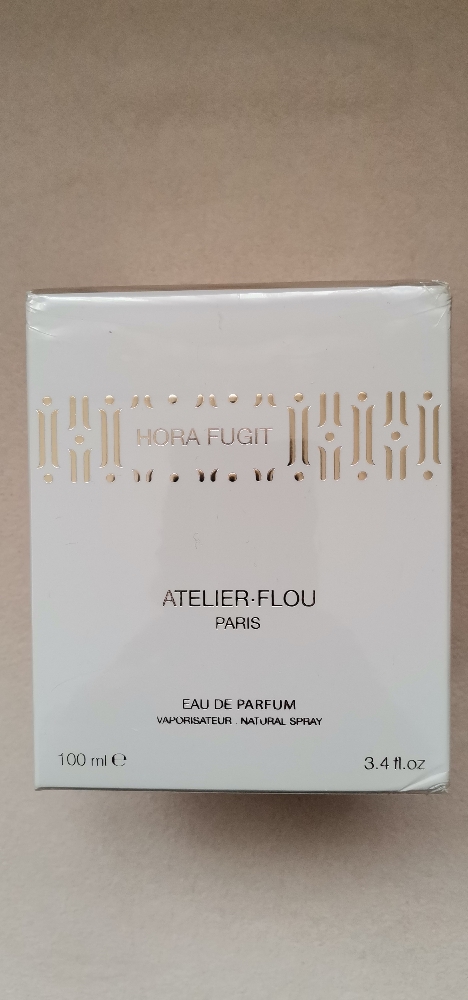 HORA FUGIT
ATELIER·FLOU
PARIS
EAU DE PARFUM
VAPORISATEUR . NATURAL SPRAY
100 ml ℮
3.4 fl.oz